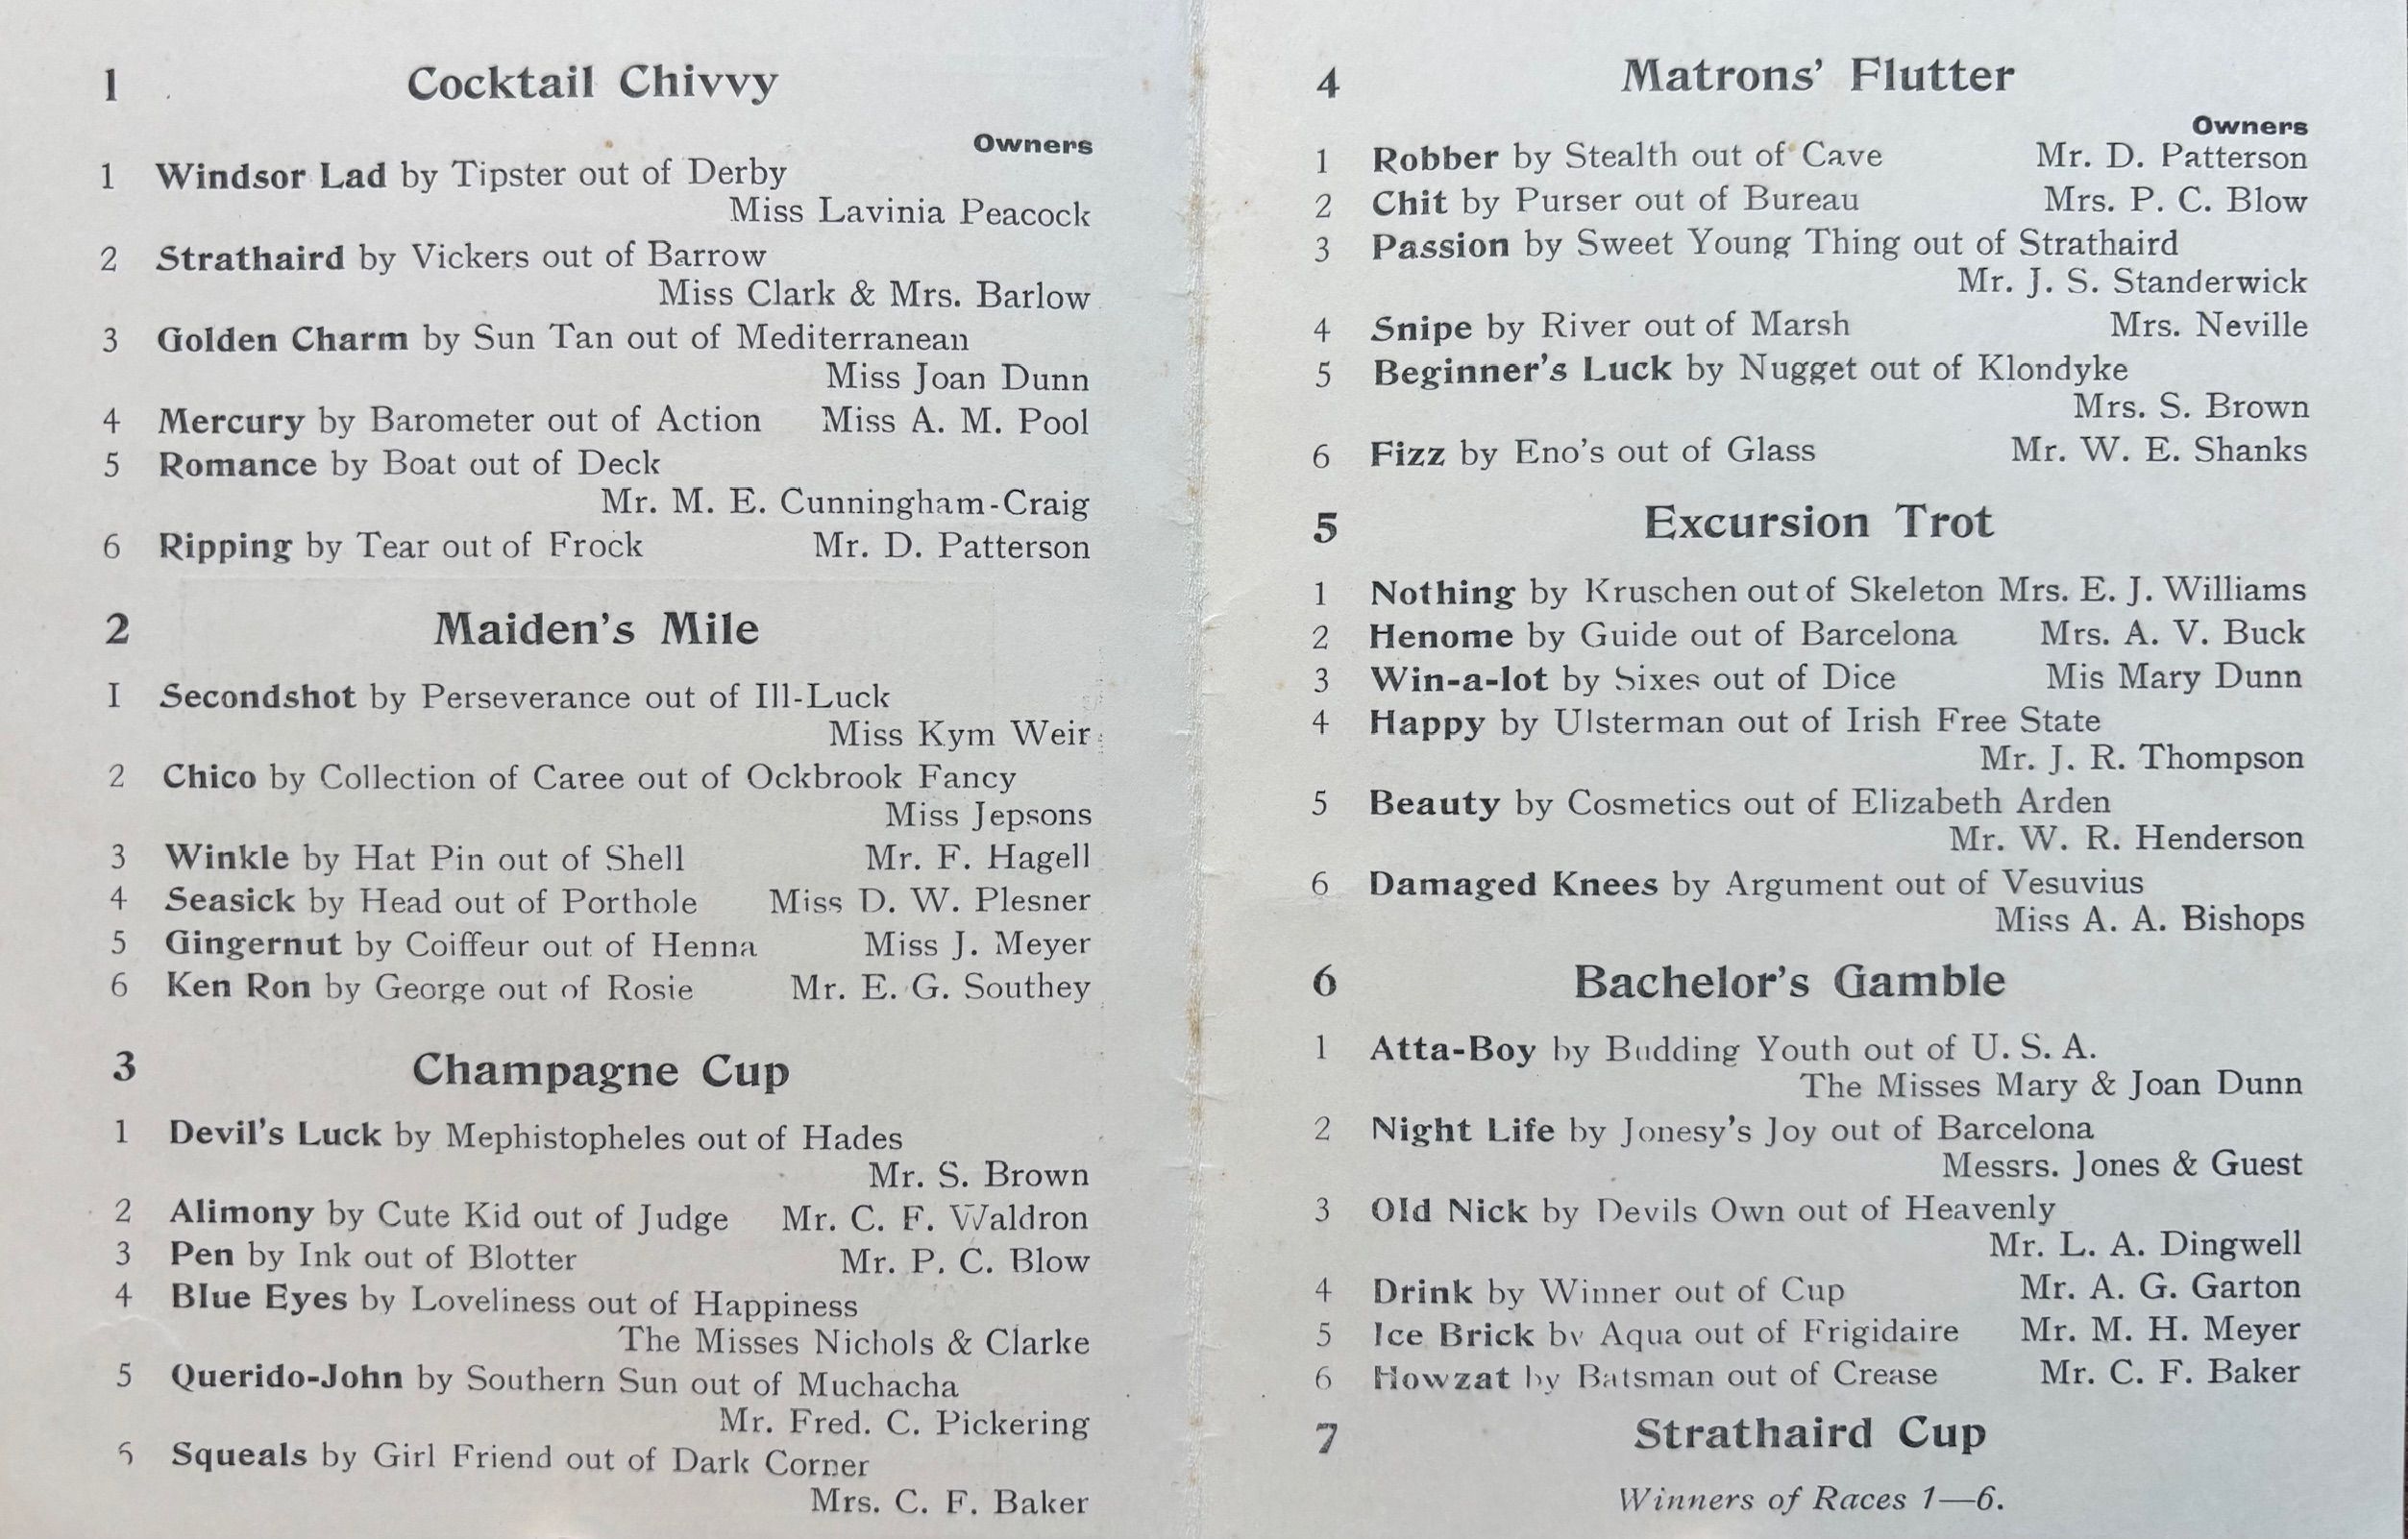 1 Cocktail Chivvy
Owners
1 Windsor Lad by Tipster out of Derby
Miss Lavinia Peacock
2 Strathaird by Vickers out of Barrow
Miss Clark & Mrs. Barlow
3 Golden Charm by Sun Tan out of Mediterranean
Miss Joan Dunn
4 Mercury by Barometer out of Action Miss A. M. Pool
5 Romance by Boat out of Deck
Mr. M. E. Cunningham-Craig
6 Ripping by Tear out of Frock Mr. D. Patterson
2 Maiden's Mile
I Secondshot by Perseverance out of Ill-Luck
Miss Kym Weir
2 Chico by Collection of Caree out of Ockbrook Fancy
Miss Jepsons
3 Winkle by Hat Pin out of Shell Mr. F. Hagell
4 Seasick by Head out of Porthole Miss D. W. Plesner
5 Gingernut by Coiffeur out of Henna Miss J. Meyer
6 Ken Ron by George out of Rosie Mr. E. G. Southey
3 Champagne Cup
1 Devil's Luck by Mephistopheles out of Hades
Mr. S. Brown
2 Alimony by Cute Kid out of Judge Mr. C. F. Waldron
3 Pen by Ink out of Blotter Mr. P. C. Blow
4 Blue Eyes by Loveliness out of Happiness
The Misses Nichols & Clarke
5 Querido-John by Southern Sun out of Muchacha
Mr. Fred. C. Pickering
6 Squeals by Girl Friend out of Dark Corner
Mrs. C. F. Baker
4 Matrons' Flutter
Owners
1 Robber by Stealth out of Cave Mr. D. Patterson
2 Chit by Purser out of Bureau Mrs. P. C. Blow
3 Passion by Sweet Young Thing out of Strathaird
Mr. J. S. Standerwick
4 Snipe by River out of Marsh Mrs. Neville
5 Beginner's Luck by Nugget out of Klondyke
Mrs. S. Brown
6 Fizz by Eno's out of Glass Mr. W. E. Shanks
5 Excursion Trot
1 Nothing by Kruschen out of Skeleton Mrs. E. J. Williams
2 Henome by Guide out of Barcelona Mrs. A. V. Buck
3 Win-a-lot by Sixes out of Dice Mis Mary Dunn
4 Happy by Ulsterman out of Irish Free State
Mr. J. R. Thompson
5 Beauty by Cosmetics out of Elizabeth Arden
Mr. W. R. Henderson
6 Damaged Knees by Argument out of Vesuvius
Miss A. A. Bishops
6 Bachelor's Gamble
1 Atta-Boy by Budding Youth out of U. S. A.
The Misses Mary & Joan Dunn
2 Night Life by Jonesy's Joy out of Barcelona
Messrs. Jones & Guest
3 Old Nick by Devils Own out of Heavenly
Mr. L. A. Dingwell
4 Drink by Winner out of Cup Mr. A. G. Garton
5 Ice Brick by Aqua out of Frigidaire Mr. M. H. Meyer
6 Howzat by Batsman out of Crease Mr. C. F. Baker
7 Strathaird Cup
Winners of Races 1—6.